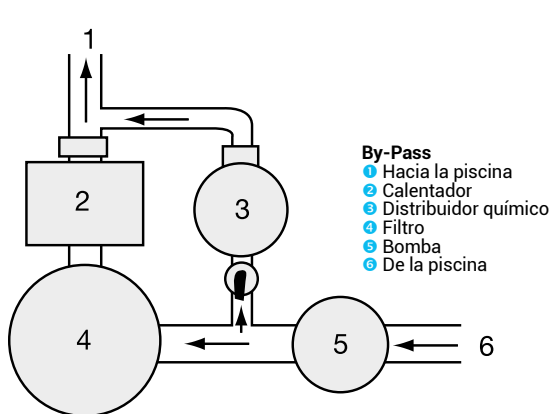 1
2
3
4
5
6
By-Pass
1 Hacia la piscina
2 Calentador
3 Distribuidor químico
4 Filtro
5 Bomba
6 De la piscina